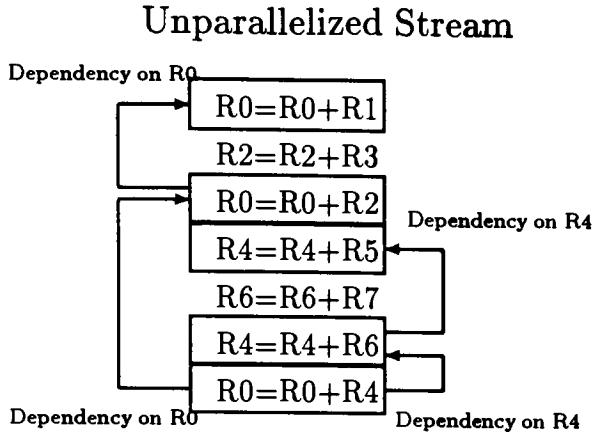 Unparallelized Stream
Dependency on R0
R0=R0+R1
R2=R2+R3
R0=R0+R2
Dependency on R4
R4=R4+R5
R6=R6+R7
R4=R4+R6
R0=R0+R4
Dependency on R0
Dependency on R4